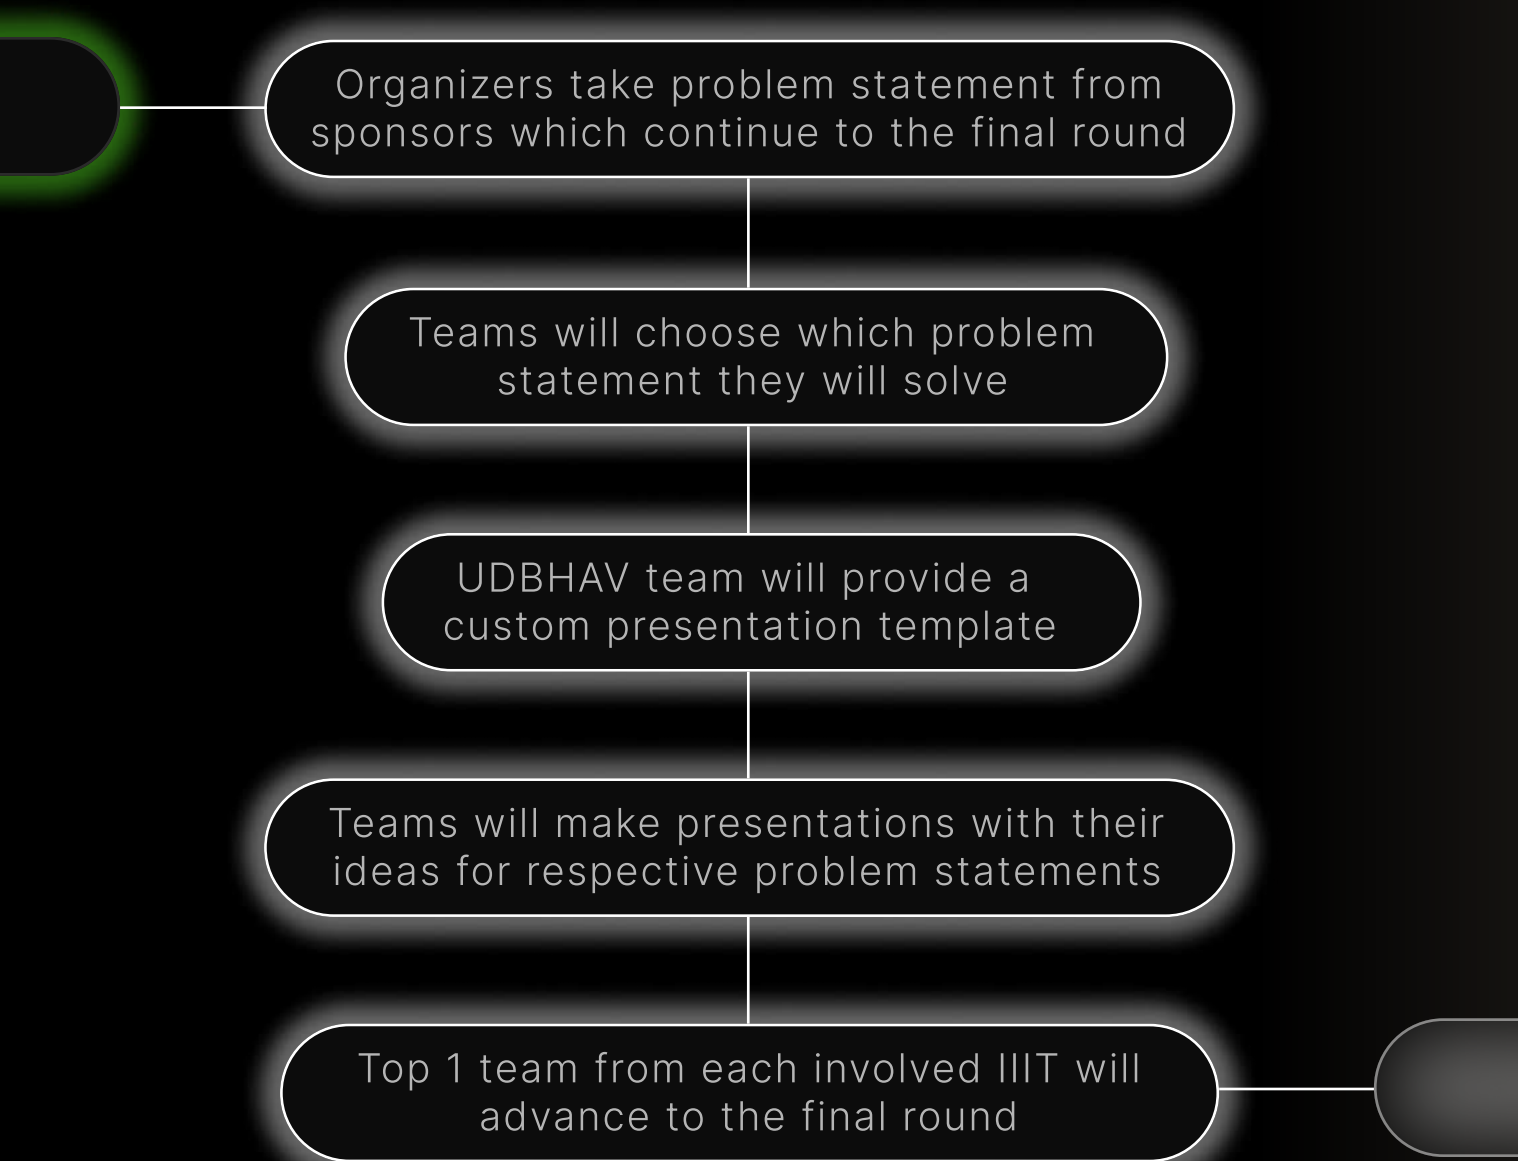 Organizers take problem statement from
sponsors which continue to the final round
Teams will choose which problem
statement they will solve
UDBHAV team will provide a
custom presentation template
Teams will make presentations with their
ideas for respective problem statements
Top 1 team from each involved IIIT will
advance to the final round